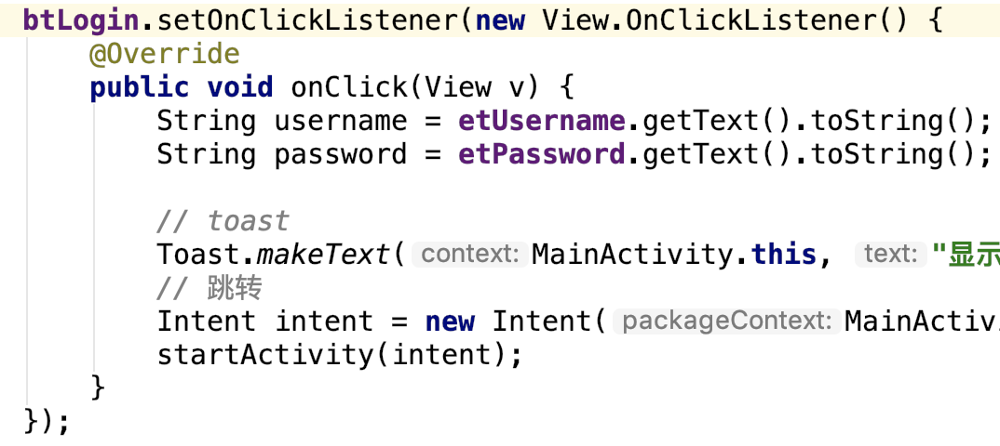 btLogin.setOnClickListener(new View.OnClickListener() {
@Override
public void onClick(View v) {
String username = etUsername.getText().toString();
String password = etPassword.getText().toString();
// toast
Toast.makeText( context: MainActivity.this, text: "显示
// 跳转
Intent intent = new Intent( packageContext: MainActiv
startActivity(intent);
}
});